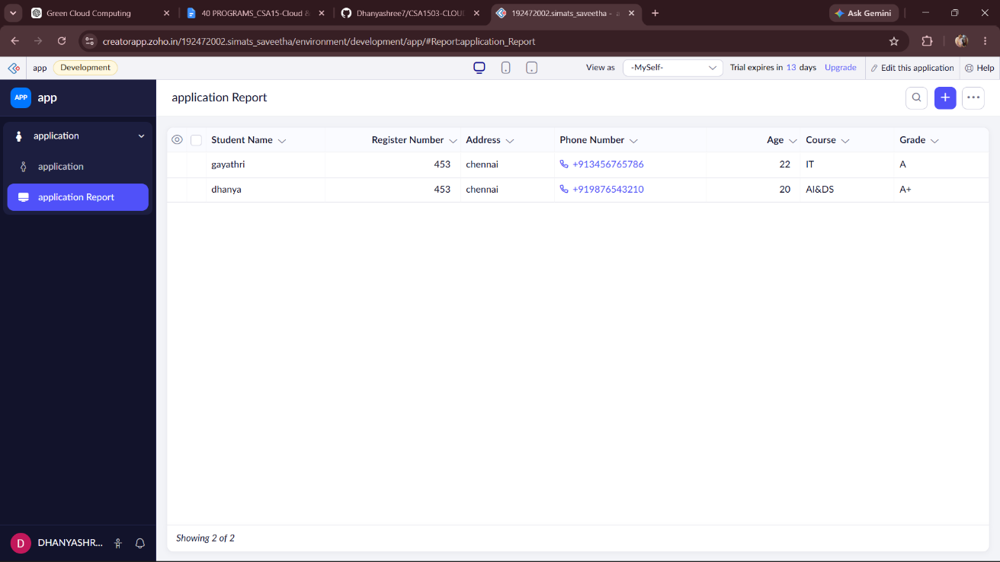 Green Cloud Computing
40 PROGRAMS_CSA15-Cloud &
Dhanyashree7/CSA1503-CLOU
192472002.simats_saveetha -
Ask Gemini
creatorapp.zoho.in/192472002.simats_saveetha/environment/development/app/#Report:application_Report
app Development View as -MySelf- Trial expires in 13 days Upgrade Edit this application Help
APP app
application
application
application Report
application Report
Student Name Register Number Address Phone Number Age Course Grade
gayathri 453 chennai +913456765786 22 IT A
dhanya 453 chennai +919876543210 20 AI&DS A+
Showing 2 of 2
D DHANYASHR...